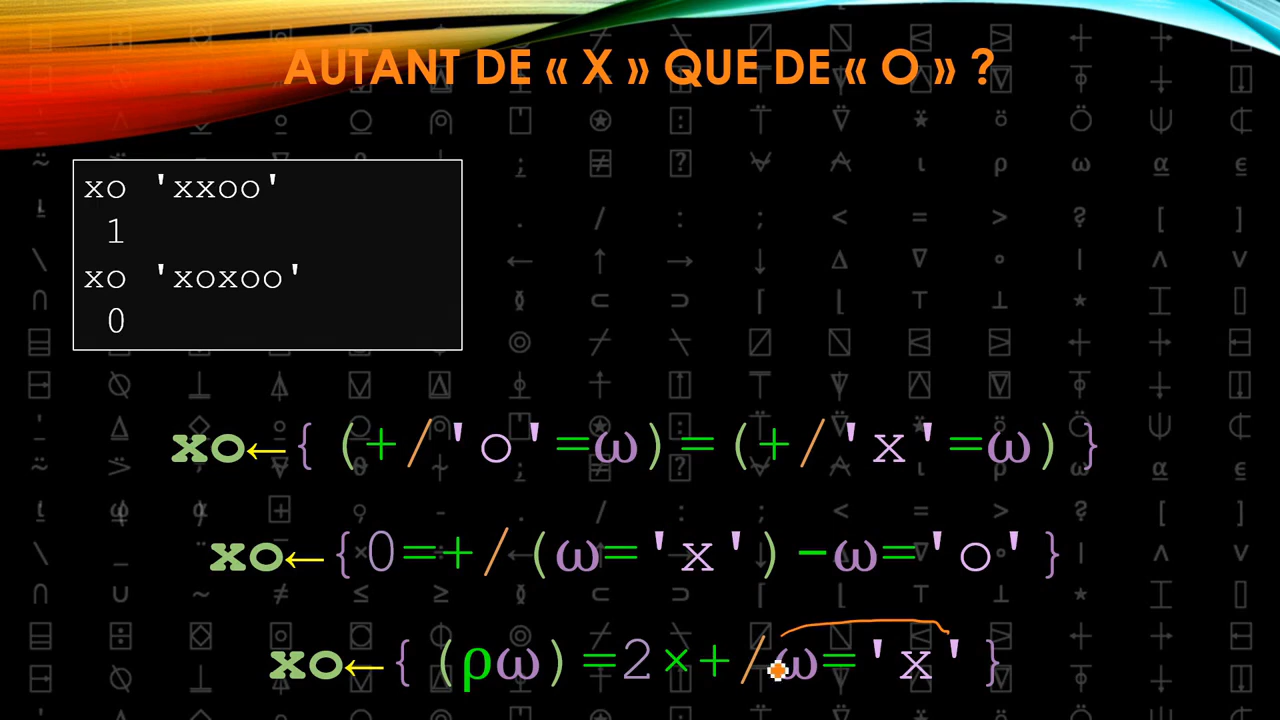 AUTANT DE « X » QUE DE « O » ?
xo 'xxoo'
1
xo 'xoxoo'
0
xo←{ (+/'o'=ω)=(+/'x'=ω) }
xo←{0=+/(ω='x')-ω='o'}
xo←{ (ρω)=2×+/ω='x'}